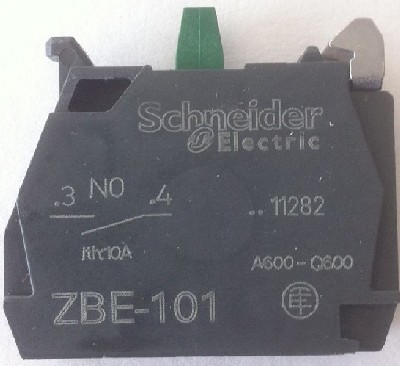 Schneider
Electric
.3 NO .4
..11282
Ith:10A
A600-Q600
ZBE-101